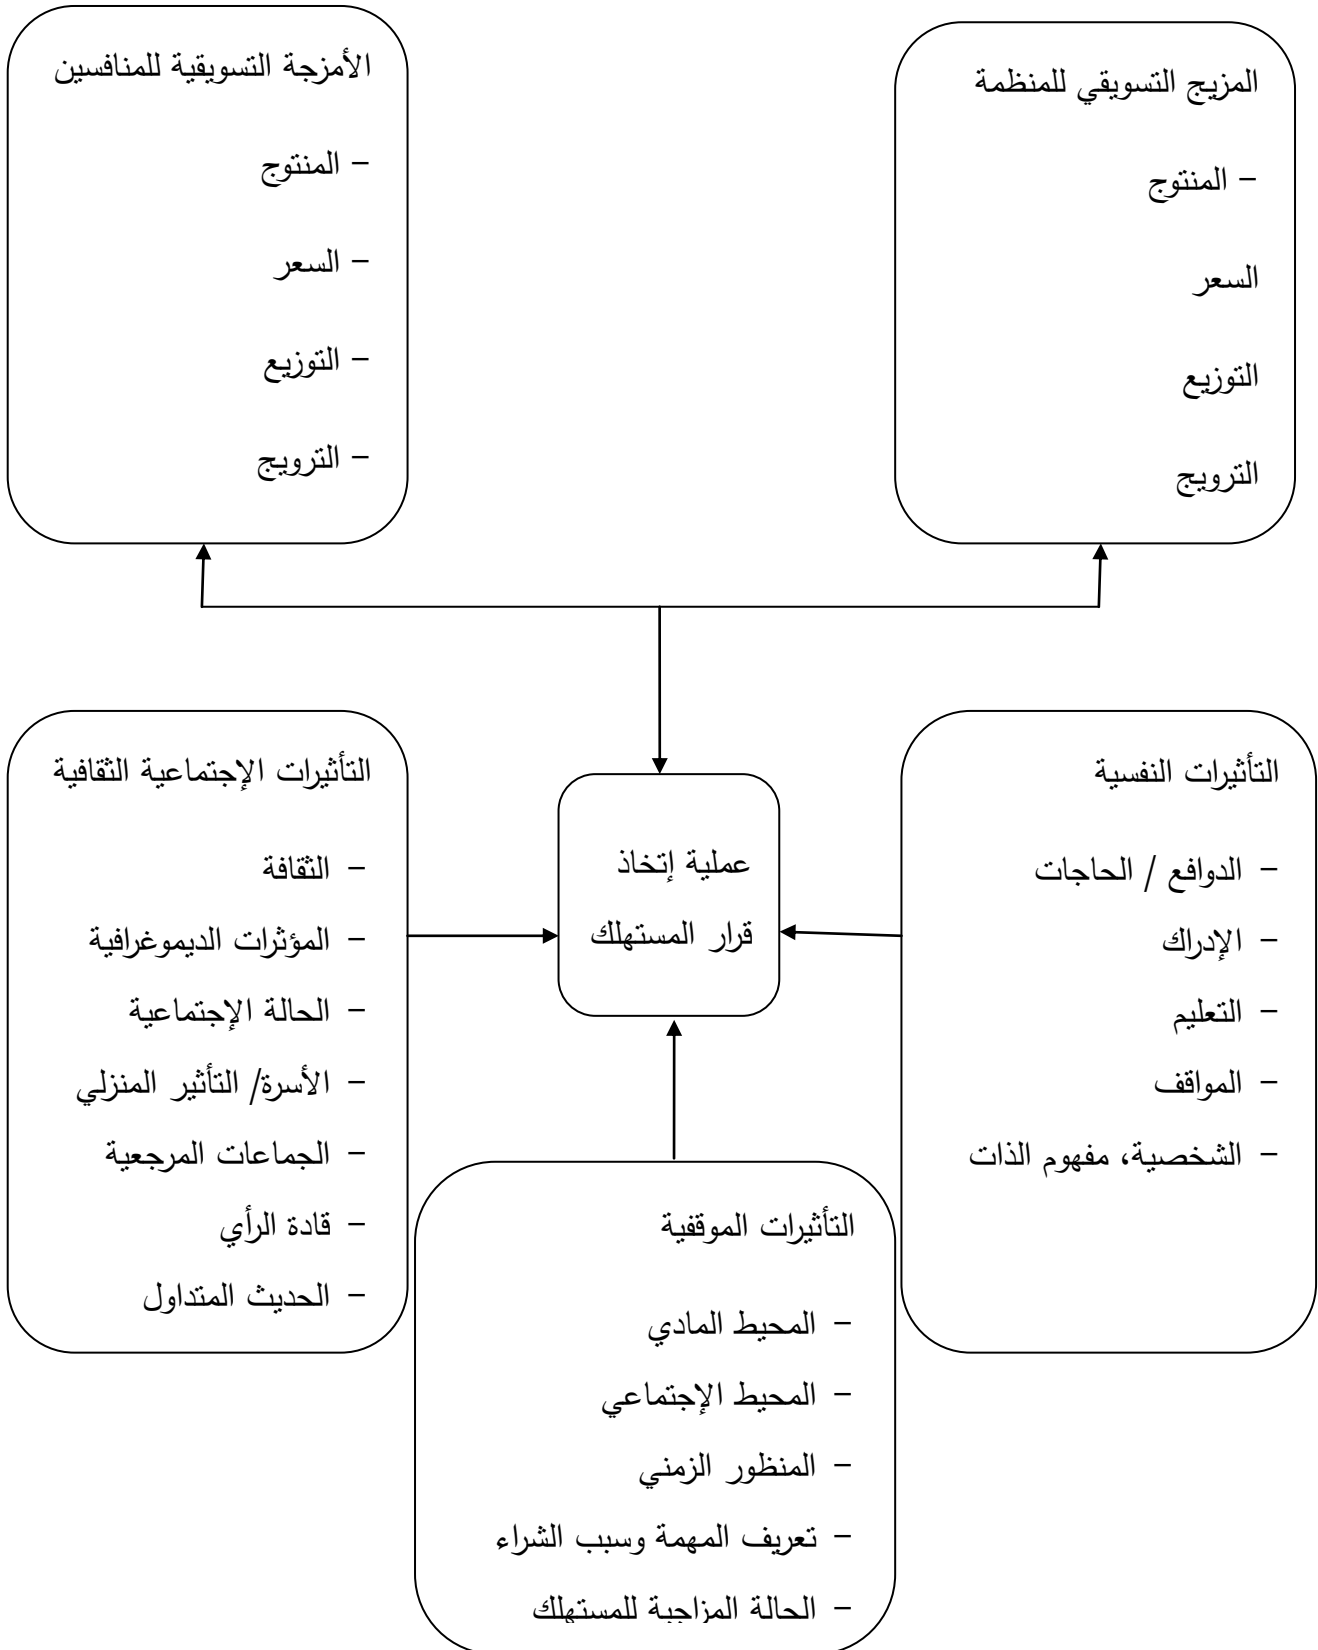 المزيج التسويقي للمنظمة
- المنتوج
السعر
التوزيع
الترويج
الأمزجة التسويقية للمنافسين
- المنتوج
- السعر
- التوزيع
- الترويج
التأثيرات النفسية
- الدوافع / الحاجات
- الإدراك
- التعليم
- المواقف
- الشخصية، مفهوم الذات
عملية إتخاذ
قرار المستهلك
التأثيرات الإجتماعية الثقافية
- الثقافة
- المؤثرات الديموغرافية
- الحالة الإجتماعية
- الأسرة/ التأثير المنزلي
- الجماعات المرجعية
- قادة الرأي
- الحديث المتداول
التأثيرات الموقفية
- المحيط المادي
- المحيط الإجتماعي
- المنظور الزمني
- تعريف المهمة وسبب الشراء
- الحالة المزاجية للمستهلك